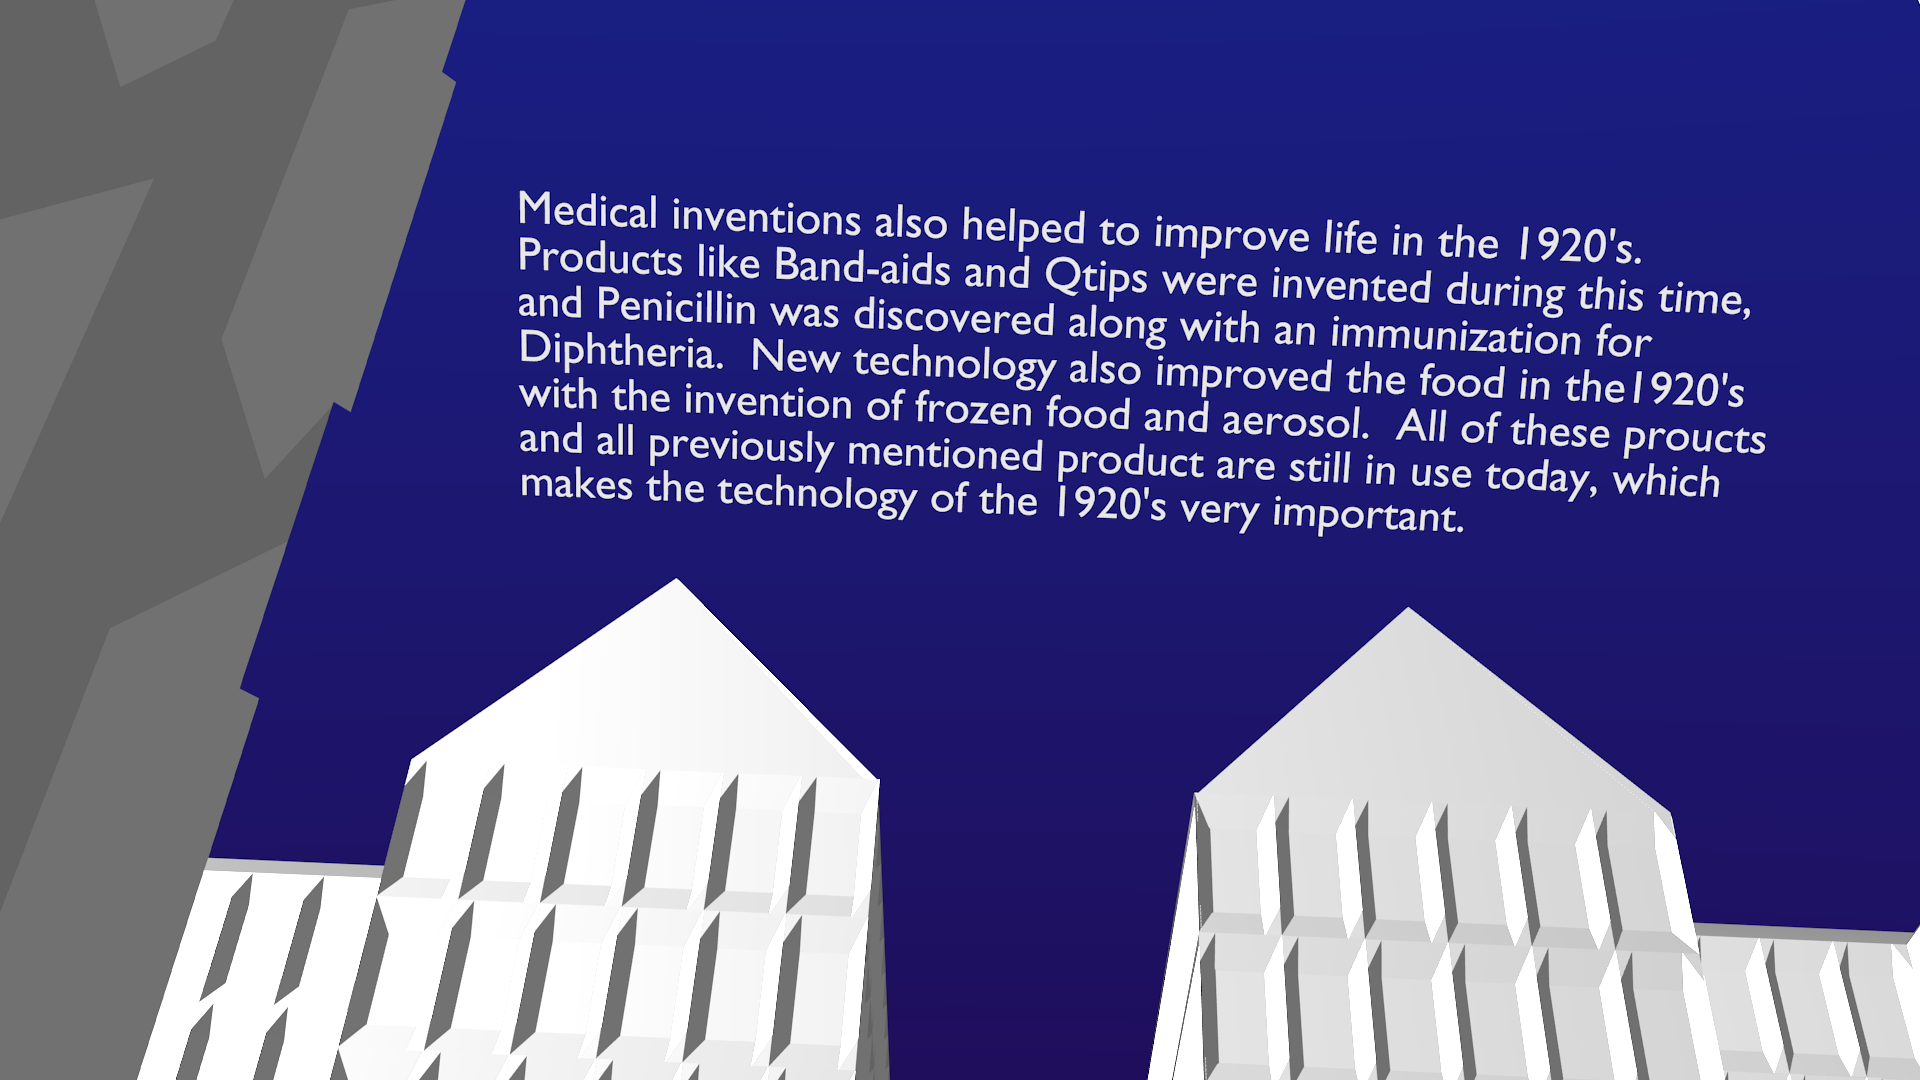 Medical inventions also helped to improve life in the 1920's.
Products like Band-aids and Qtips were invented during this time,
and Penicillin was discovered along with an immunization for
Diphtheria.  New technology also improved the food in the1920's
with the invention of frozen food and aerosol.  All of these proucts
and all previously mentioned product are still in use today, which
makes the technology of the 1920's very important.